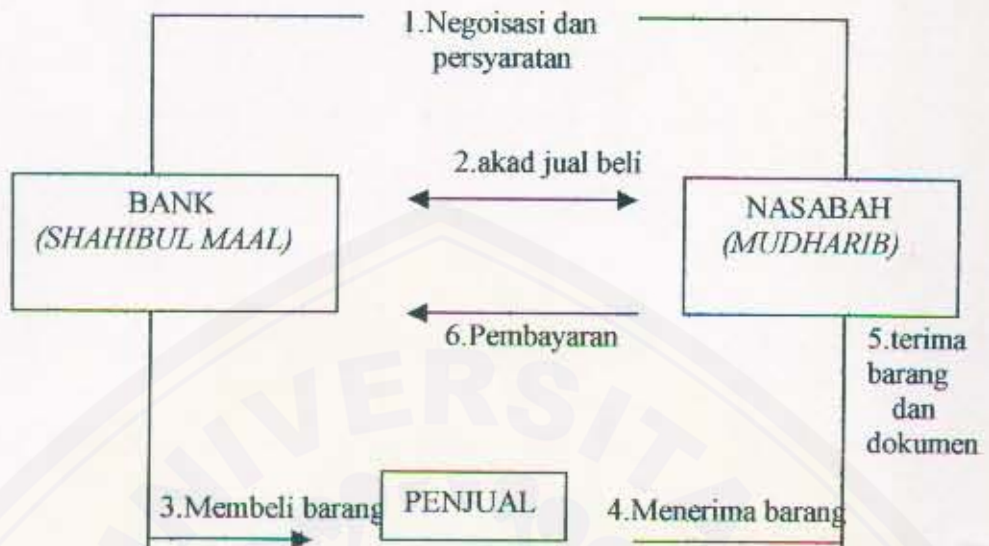 1.Negoisasi dan
persyaratan
2.akad jual beli
BANK
(SHAHIBUL MAAL)
NASABAH
(MUDHARIB)
6.Pembayaran
5.terima
barang
dan
dokumen
3.Membeli barang
PENJUAL
4.Menerima barang
UNIVERSITA